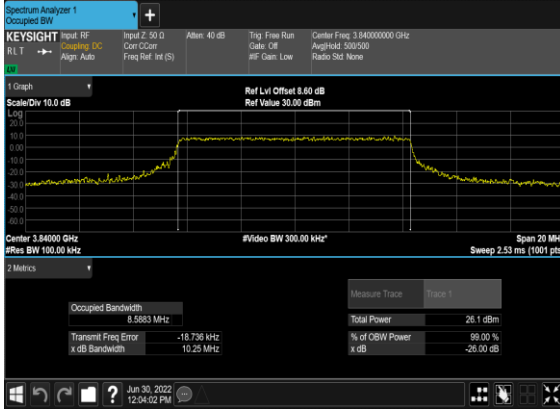 Spectrum Analyzer 1
Occupied BW
+
KEYSIGHT Input: RF Input Z: 50 Ω Atten: 40 dB Trig: Free Run Center Freq: 3.840000000 GHz
RLT Coupling: DC Corr CCorr Gate: Off Avg|Hold: 500/500
Align: Auto Freq Ref: Int (S) #IF Gain: Low Radio Std: None
1 Graph
Ref Lvl Offset 8.60 dB
Scale/Div 10.0 dB Ref Value 30.00 dBm
Log
20.0
10.0
0.00
-10.0
-20.0
-30.0
-40.0
-50.0
-60.0
Center 3.84000 GHz #Video BW 300.00 kHz* Span 20 MH
#Res BW 100.00 kHz Sweep 2.53 ms (1001 pts
2 Metrics
Measure Trace Trace 1
Occupied Bandwidth
8.5883 MHz Total Power 26.1 dBm
Transmit Freq Error -18.736 kHz % of OBW Power 99.00 %
x dB Bandwidth 10.25 MHz x dB -26.00 dB
? Jun 30, 2022
12:04:02 PM